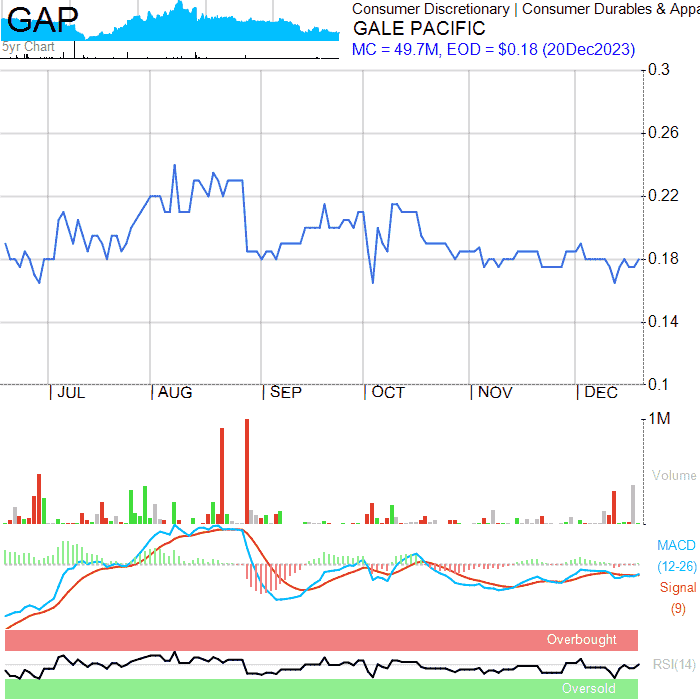 GAP
5yr Chart
Consumer Discretionary | Consumer Durables & Appa
GALE PACIFIC
MC = 49.7M, EOD = $0.18 (20Dec2023)
0.3
0.26
0.22
0.18
0.14
0.1
JUL AUG SEP OCT NOV DEC
1M
Volume
MACD
(12-26)
Signal
(9)
Overbought
RSI(14)
Oversold